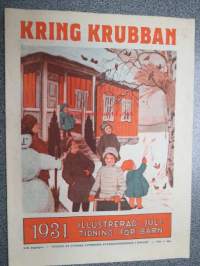 KRING KRUBBAN
1931 ILLUSTRERAD JUL-
TIDNING FÖR BARN